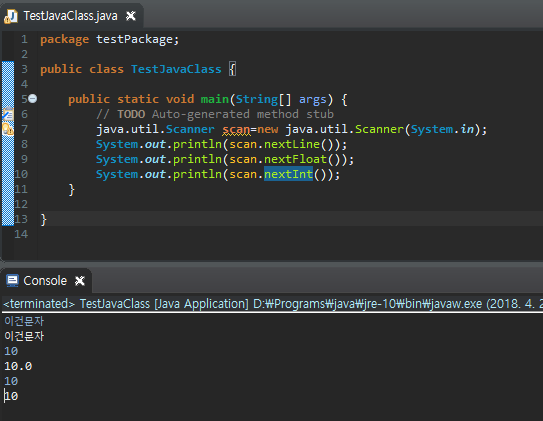 TestJavaClass.java
1 package testPackage;
2
3 public class TestJavaClass {
4
5 public static void main(String[] args) {
6 // TODO Auto-generated method stub
7 java.util.Scanner scan=new java.util.Scanner(System.in);
8 System.out.println(scan.nextLine());
9 System.out.println(scan.nextFloat());
10 System.out.println(scan.nextInt());
11 }
12
13 }
14
Console
<terminated> TestJavaClass [Java Application] D:₩Programs₩java₩jre-10₩bin₩javaw.exe (2018. 4. 2
이건문자
이건문자
10
10.0
10
10